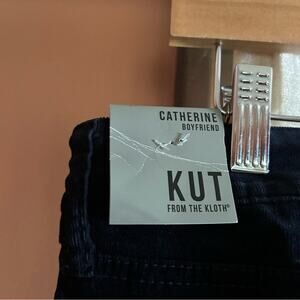 CATHERINE
BOYFRIEND
KUT
FROM THE KLOTH®